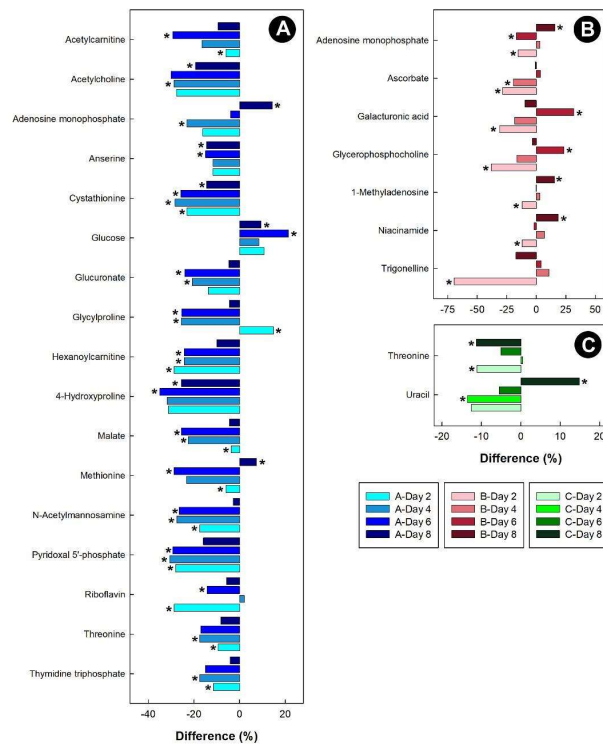 A
Acetylcarnitine
Acetylcholine
Adenosine monophosphate
Anserine
Cystathionine
Glucose
Glucuronate
Glycylproline
Hexanoylcarnitine
4-Hydroxyproline
Malate
Methionine
N-Acetylmannosamine
Pyridoxal 5'-phosphate
Riboflavin
Threonine
Thymidine triphosphate
-40 -20 0 20
Difference (%)
B
Adenosine monophosphate
Ascorbate
Galacturonic acid
Glycerophosphocholine
1-Methyladenosine
Niacinamide
Trigonelline
-75 -50 -25 0 25 50
C
Threonine
Uracil
-20 -10 0 10 20
Difference (%)
A-Day 2
A-Day 4
A-Day 6
A-Day 8
B-Day 2
B-Day 4
B-Day 6
B-Day 8
C-Day 2
C-Day 4
C-Day 6
C-Day 8